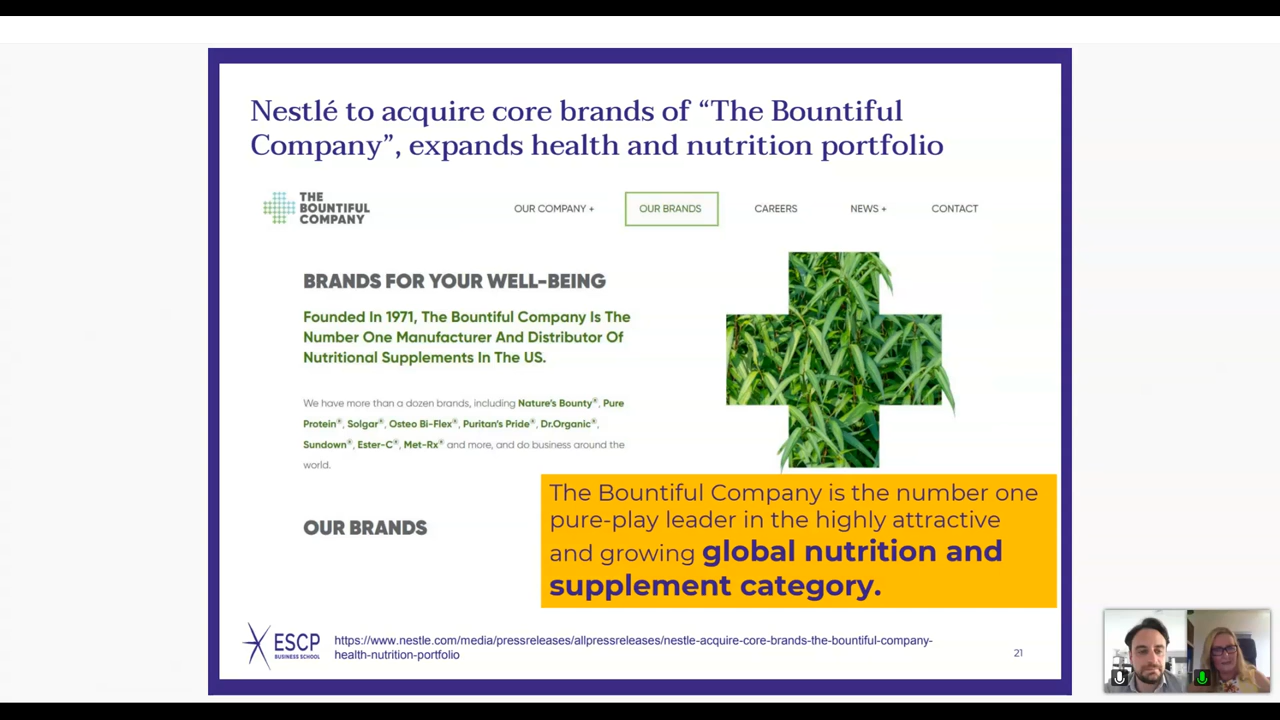 Nestlé to acquire core brands of “The Bountiful
Company”, expands health and nutrition portfolio
THE
BOUNTIFUL
COMPANY
OUR COMPANY +
OUR BRANDS
CAREERS
NEWS +
CONTACT
BRANDS FOR YOUR WELL-BEING
Founded In 1971, The Bountiful Company Is The
Number One Manufacturer And Distributor Of
Nutritional Supplements In The US.
We have more than a dozen brands, including Nature's Bounty®, Pure
Protein®, Solgar®, Osteo Bi-Flex®, Puritan's Pride®, Dr.Organic®,
Sundown®, Ester-C®, Met-Rx® and more, and do business around the
world.
The Bountiful Company is the number one
pure-play leader in the highly attractive
and growing global nutrition and
supplement category.
OUR BRANDS
ESCP
BUSINESS SCHOOL
https://www.nestle.com/media/pressreleases/allpressreleases/nestle-acquire-core-brands-the-bountiful-company-
health-nutrition-portfolio
21